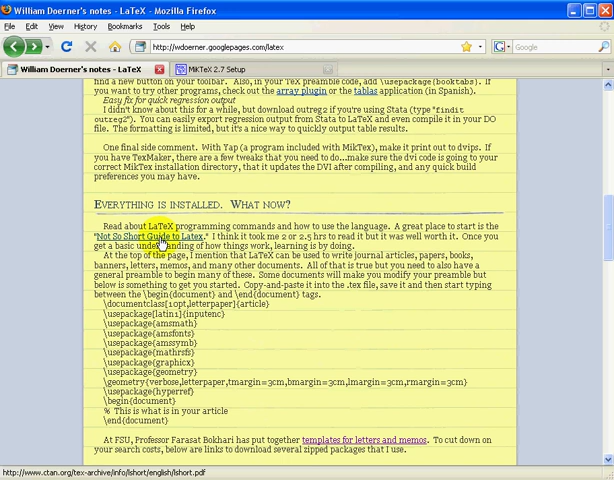 William Doerner's notes - LaTeX - Mozilla Firefox
File Edit View History Bookmarks Tools Help
http://wdoerner.googlepages.com/latex
Google
William Doerner's notes - LaTeX
MiKTeX 2.7 Setup
find a new button on your toolbar. Also, in your TeX preamble code, add \usepackage{booktabs}. If
you want to try other programs, check out the array plugin or the tablas application (in Spanish).
Easy fix for quick regression output
I didn't know about this for a while, but download outreg2 if you're using Stata (type "findit
outreg2"). You can easily export regression output from Stata to LaTeX and even compile it in your DO
file. The formatting is limited, but it's a nice way to quickly output table results.
One final side comment. With Yap (a program included with MikTex), make it print out to dvips. If
you have TexMaker, there are a few tweaks that you need to do...make sure the dvi code is going to your
correct MikTex installation directory, that it updates the DVI after compiling, and any quick build
preferences you may have.
Everything is installed. What now?
Read about LaTeX programming commands and how to use the language. A great place to start is the
"Not So Short Guide to Latex." I think it took me 2 or 2.5 hrs to read it but it was well worth it. Once you
get a basic understanding of how things work, learning is by doing.
At the top of the page, I mention that LaTeX can be used to write journal articles, papers, books,
banners, letters, memos, and many other documents. All of that is true but you need to also have a
general preamble to begin many of these. Some documents will make you modify your preamble but
below is something to get you started. Copy-and-paste it into the .tex file, save it and then start typing
between the \begin{document} and \end{document} tags.
\documentclass[10pt,letterpaper]{article}
\usepackage[latin1]{inputenc}
\usepackage{amsmath}
\usepackage{amsfonts}
\usepackage{amssymb}
\usepackage{mathrsfs}
\usepackage{graphicx}
\usepackage{geometry}
\geometry{verbose,letterpaper,tmargin=3cm,bmargin=3cm,lmargin=3cm,rmargin=3cm}
\usepackage{hyperref}
\begin{document}
% This is what is in your article
\end{document}
At FSU, Professor Farasat Bokhari has put together templates for letters and memos. To cut down on
your search costs, below are links to download several zipped packages that I use.
http://www.ctan.org/tex-archive/info/lshort/english/lshort.pdf